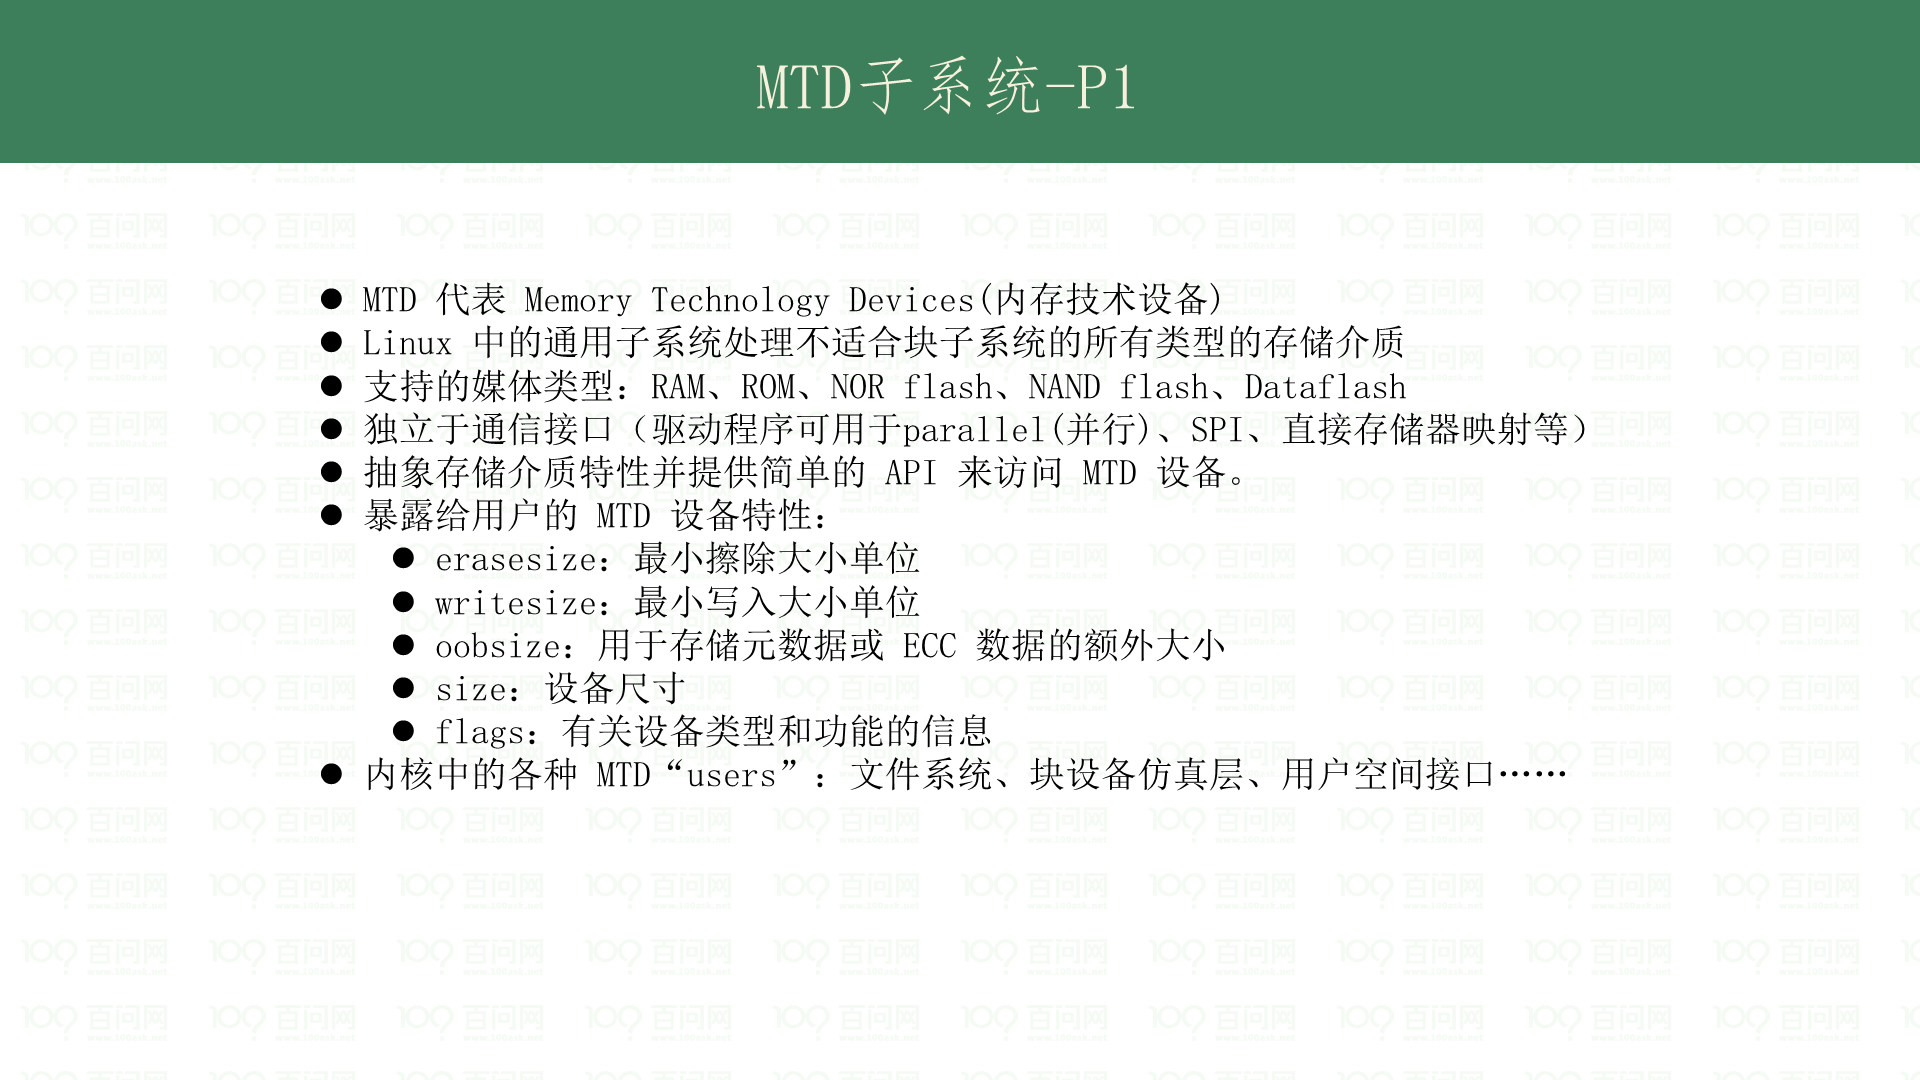 MTD子系统-P1
● MTD 代表 Memory Technology Devices(内存技术设备)
● Linux 中的通用子系统处理不适合块子系统的所有类型的存储介质
● 支持的媒体类型：RAM、ROM、NOR flash、NAND flash、Dataflash
● 独立于通信接口（驱动程序可用于parallel(并行)、SPI、直接存储器映射等）
● 抽象存储介质特性并提供简单的 API 来访问 MTD 设备。
● 暴露给用户的 MTD 设备特性：
● erasesize：最小擦除大小单位
● writesize：最小写入大小单位
● oobsize：用于存储元数据或 ECC 数据的额外大小
● size：设备尺寸
● flags：有关设备类型和功能的信息
● 内核中的各种 MTD“users”：文件系统、块设备仿真层、用户空间接口……
百问网
www.100ask.net